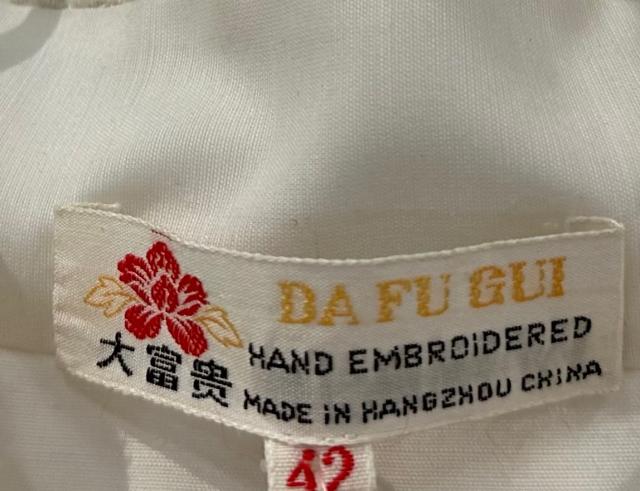 DA FU GUI
HAND EMBROIDERED
大富贵
MADE IN HANGZHOU CHINA
42